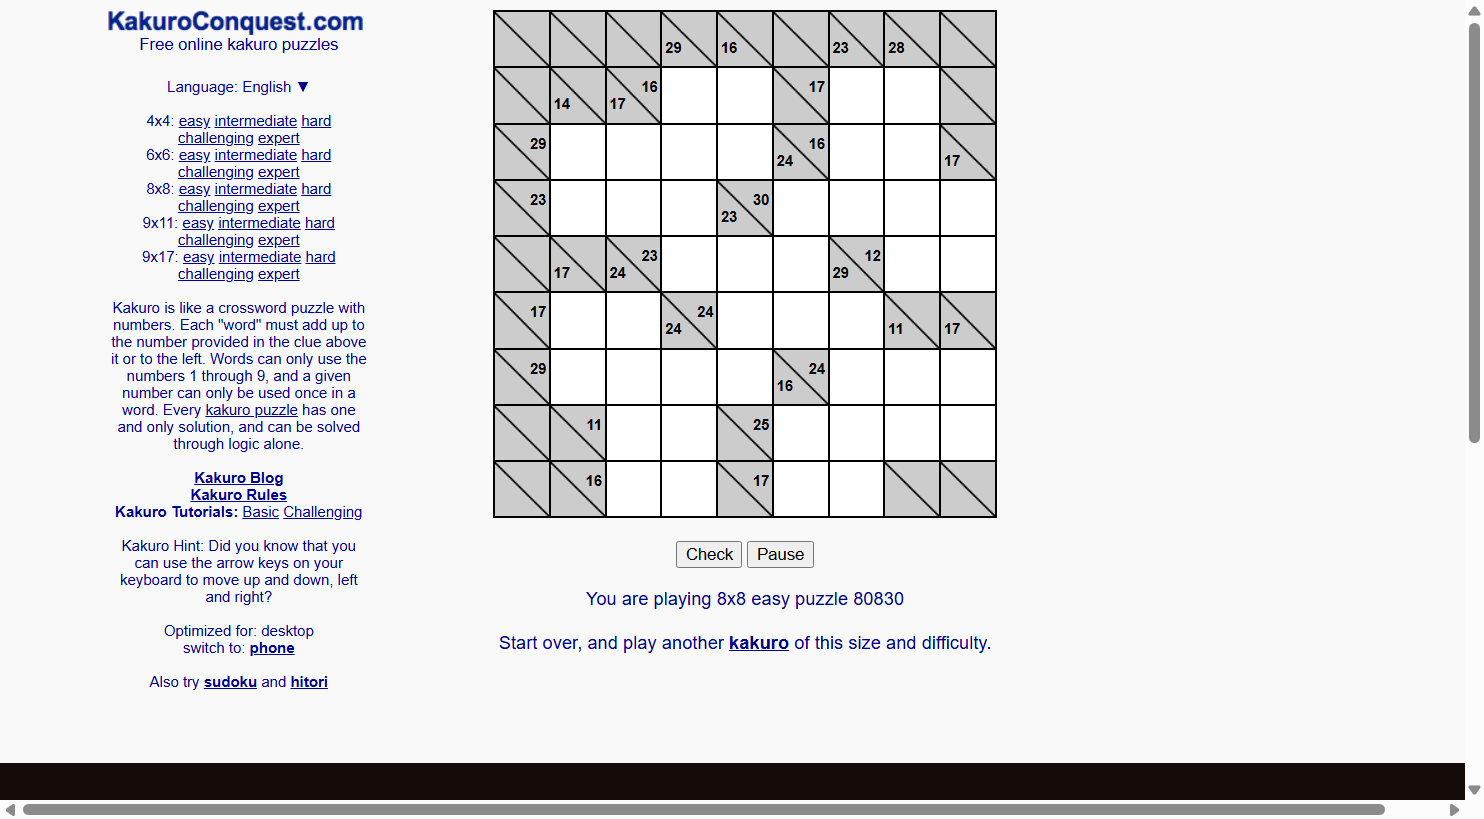 KakuroConquest.com
Free online kakuro puzzles
Language: English ▼
4x4: easy intermediate hard
challenging expert
6x6: easy intermediate hard
challenging expert
8x8: easy intermediate hard
challenging expert
9x11: easy intermediate hard
challenging expert
9x17: easy intermediate hard
challenging expert
Kakuro is like a crossword puzzle with
numbers. Each "word" must add up to
the number provided in the clue above
it or to the left. Words can only use the
numbers 1 through 9, and a given
number can only be used once in a
word. Every kakuro puzzle has one
and only solution, and can be solved
through logic alone.
Kakuro Blog
Kakuro Rules
Kakuro Tutorials: Basic Challenging
Kakuro Hint: Did you know that you
can use the arrow keys on your
keyboard to move up and down, left
and right?
Optimized for: desktop
switch to: phone
Also try sudoku and hitori
29 16 23 28
14 17 16 17
29 24 16 17
23 23 30
17 24 23 29 12
17 24 24 11 17
29 16 24
11 25
16 17
Check Pause
You are playing 8x8 easy puzzle 80830
Start over, and play another kakuro of this size and difficulty.